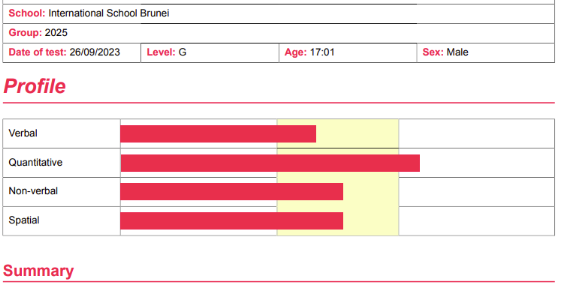 School: International School Brunei
Group: 2025
Date of test: 26/09/2023 Level: G Age: 17:01 Sex: Male
Profile
Verbal
Quantitative
Non-verbal
Spatial
Summary